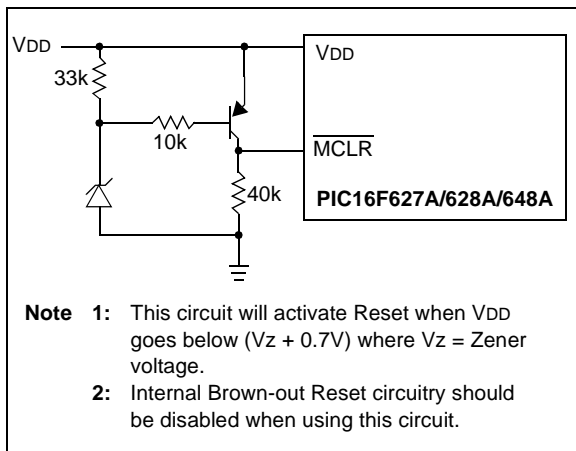 VDD
VDD
33k
10k
MCLR
40k
PIC16F627A/628A/648A
Note 1: This circuit will activate Reset when VDD
goes below (Vz + 0.7V) where Vz = Zener
voltage.
2: Internal Brown-out Reset circuitry should
be disabled when using this circuit.